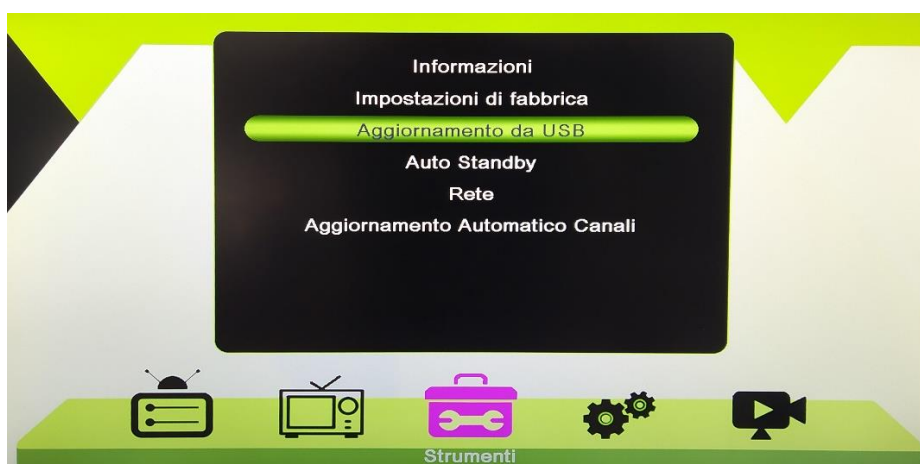 Informazioni
Impostazioni di fabbrica
Aggiornamento da USB
Auto Standby
Rete
Aggiornamento Automatico Canali
Strumenti